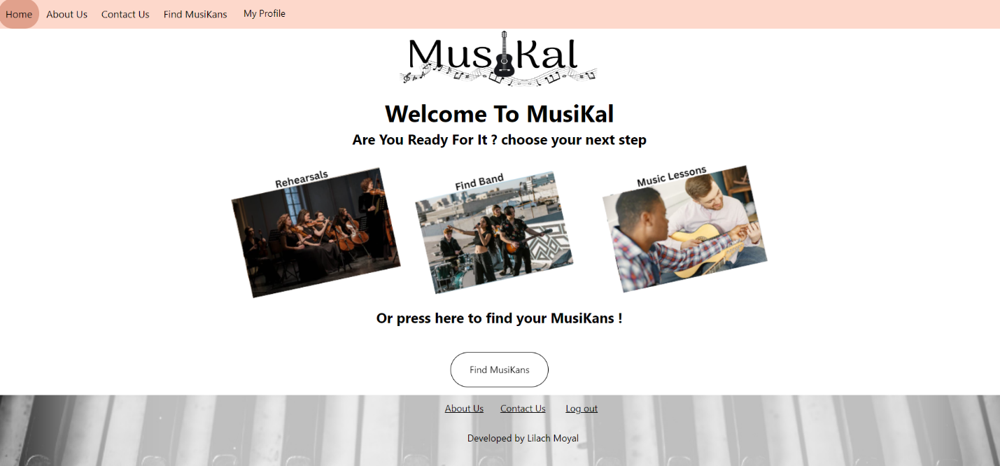 Home About Us Contact Us Find MusiKans My Profile
MusiKal
Welcome To MusiKal
Are You Ready For It ? choose your next step
Rehearsals Find Band Music Lessons
Or press here to find your MusiKans !
Find MusiKans
About Us Contact Us Log out
Developed by Lilach Moyal